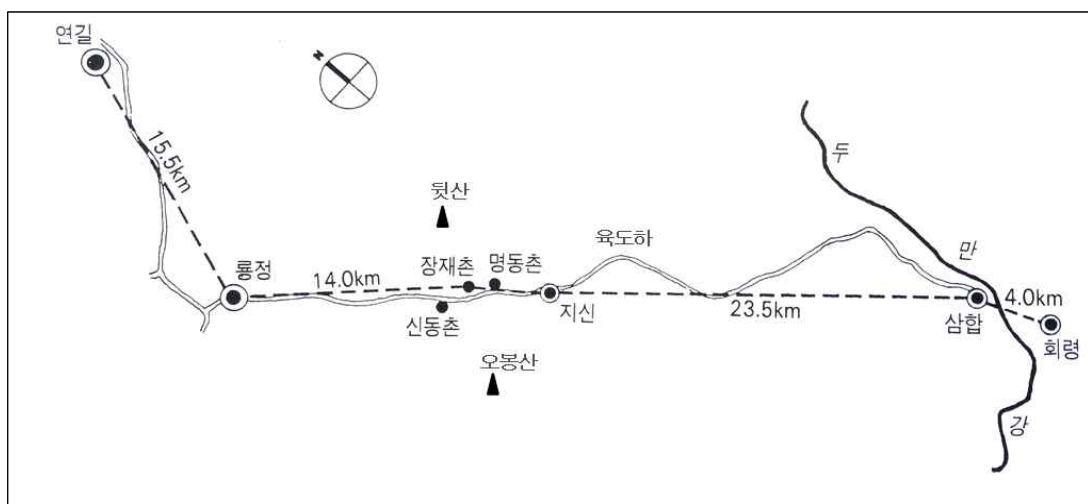 연길
N
15.5km
룡정
14.0km
뒷산
장재촌
명동촌
신동촌
지신
오봉산
육도하
23.5km
두
만
강
삼합
4.0km
회령